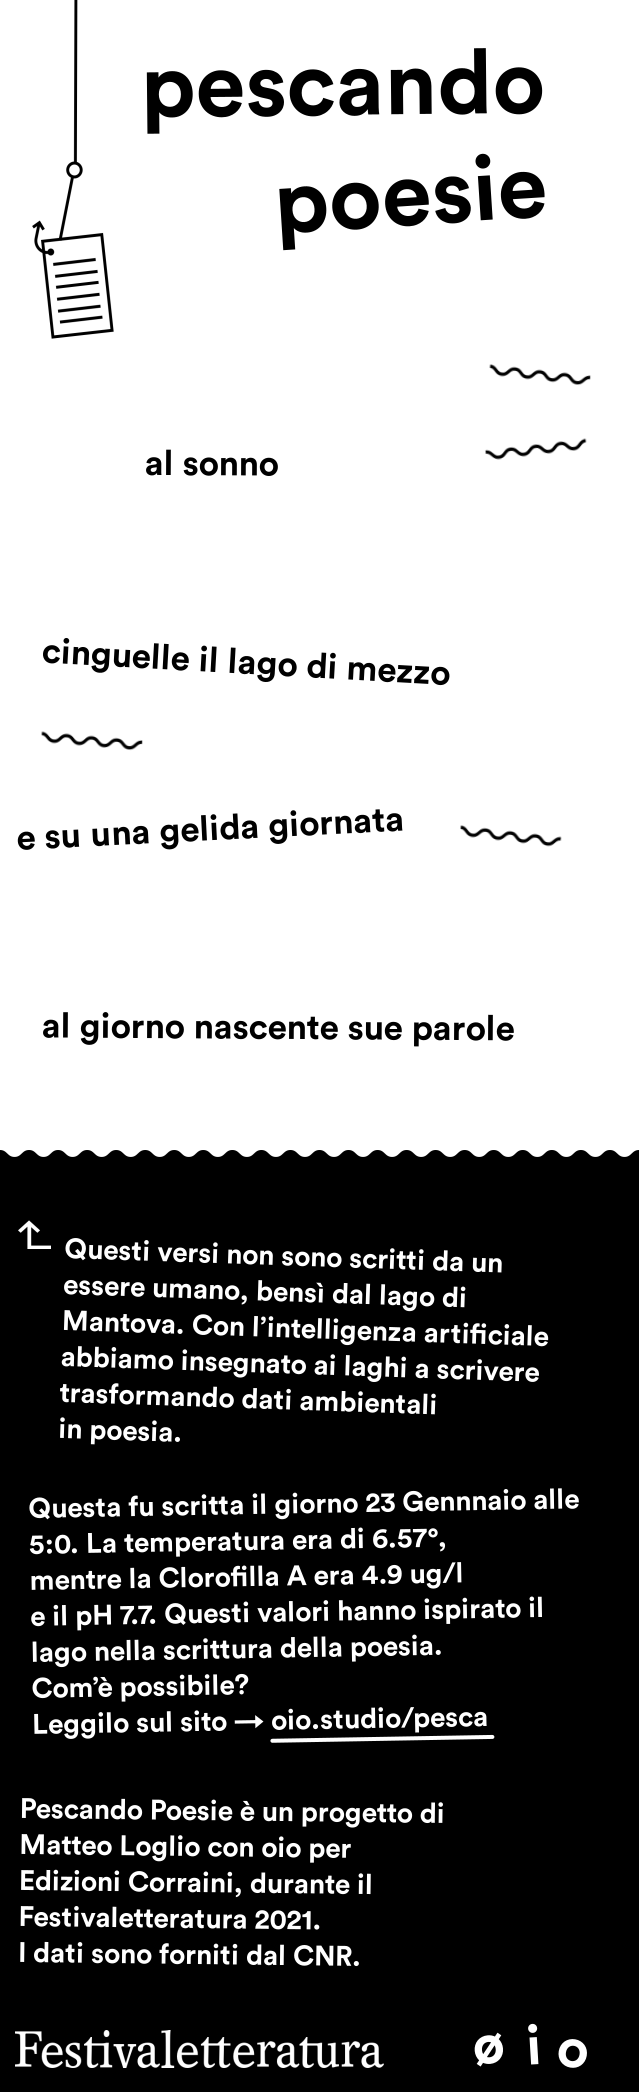 pescando
poesie
al sonno
cinguelle il lago di mezzo
e su una gelida giornata
al giorno nascente sue parole
Questi versi non sono scritti da un
essere umano, bensì dal lago di
Mantova. Con l’intelligenza artificiale
abbiamo insegnato ai laghi a scrivere
trasformando dati ambientali
in poesia.
Questa fu scritta il giorno 23 Gennnaio alle
5:0. La temperatura era di 6.57°,
mentre la Clorofilla A era 4.9 ug/l
e il pH 7.7. Questi valori hanno ispirato il
lago nella scrittura della poesia.
Com’è possibile?
Leggilo sul sito → oio.studio/pesca
Pescando Poesie è un progetto di
Matteo Loglio con oio per
Edizioni Corraini, durante il
Festivaletteratura 2021.
I dati sono forniti dal CNR.
Festivaletteratura ø i o